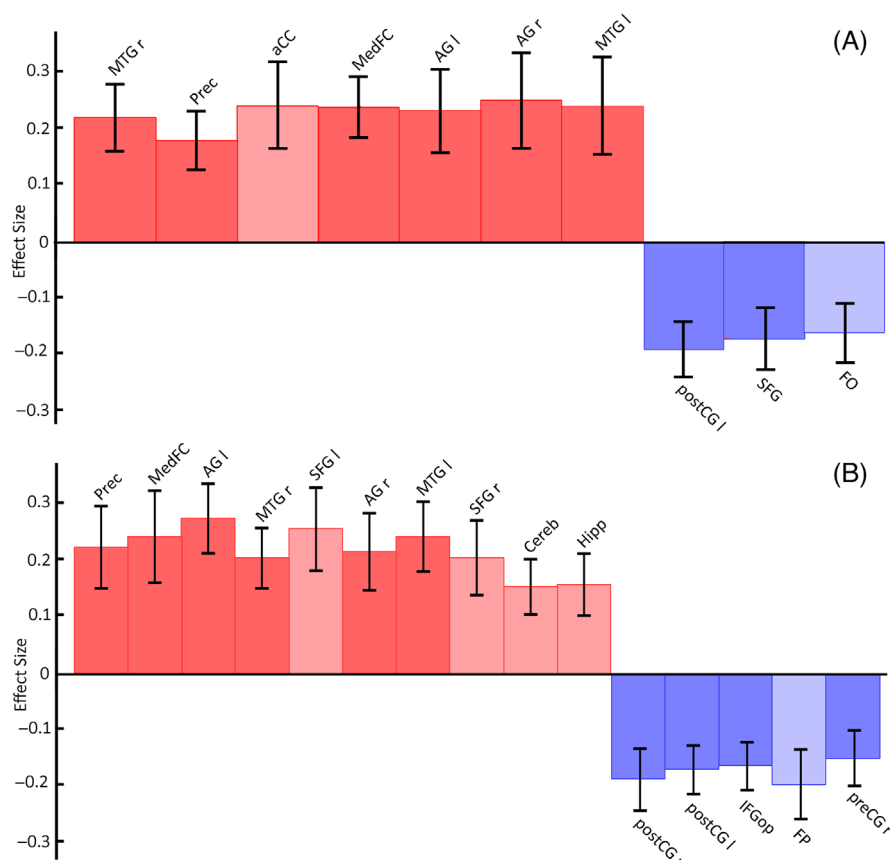 (A)
MTG r
Prec
aCC
MedFC
AG l
AG r
MTG l
0.3
0.2
0.1
0
−0.1
−0.2
−0.3
Effect Size
postCG l
SFG
FO
(B)
Prec
MedFC
AG l
MTG r
SFG l
AG r
MTG l
SFG r
Cereb
Hipp
0.3
0.2
0.1
0
−0.1
−0.2
−0.3
Effect Size
postCG
postCG l
IFGop
FP
preCG r